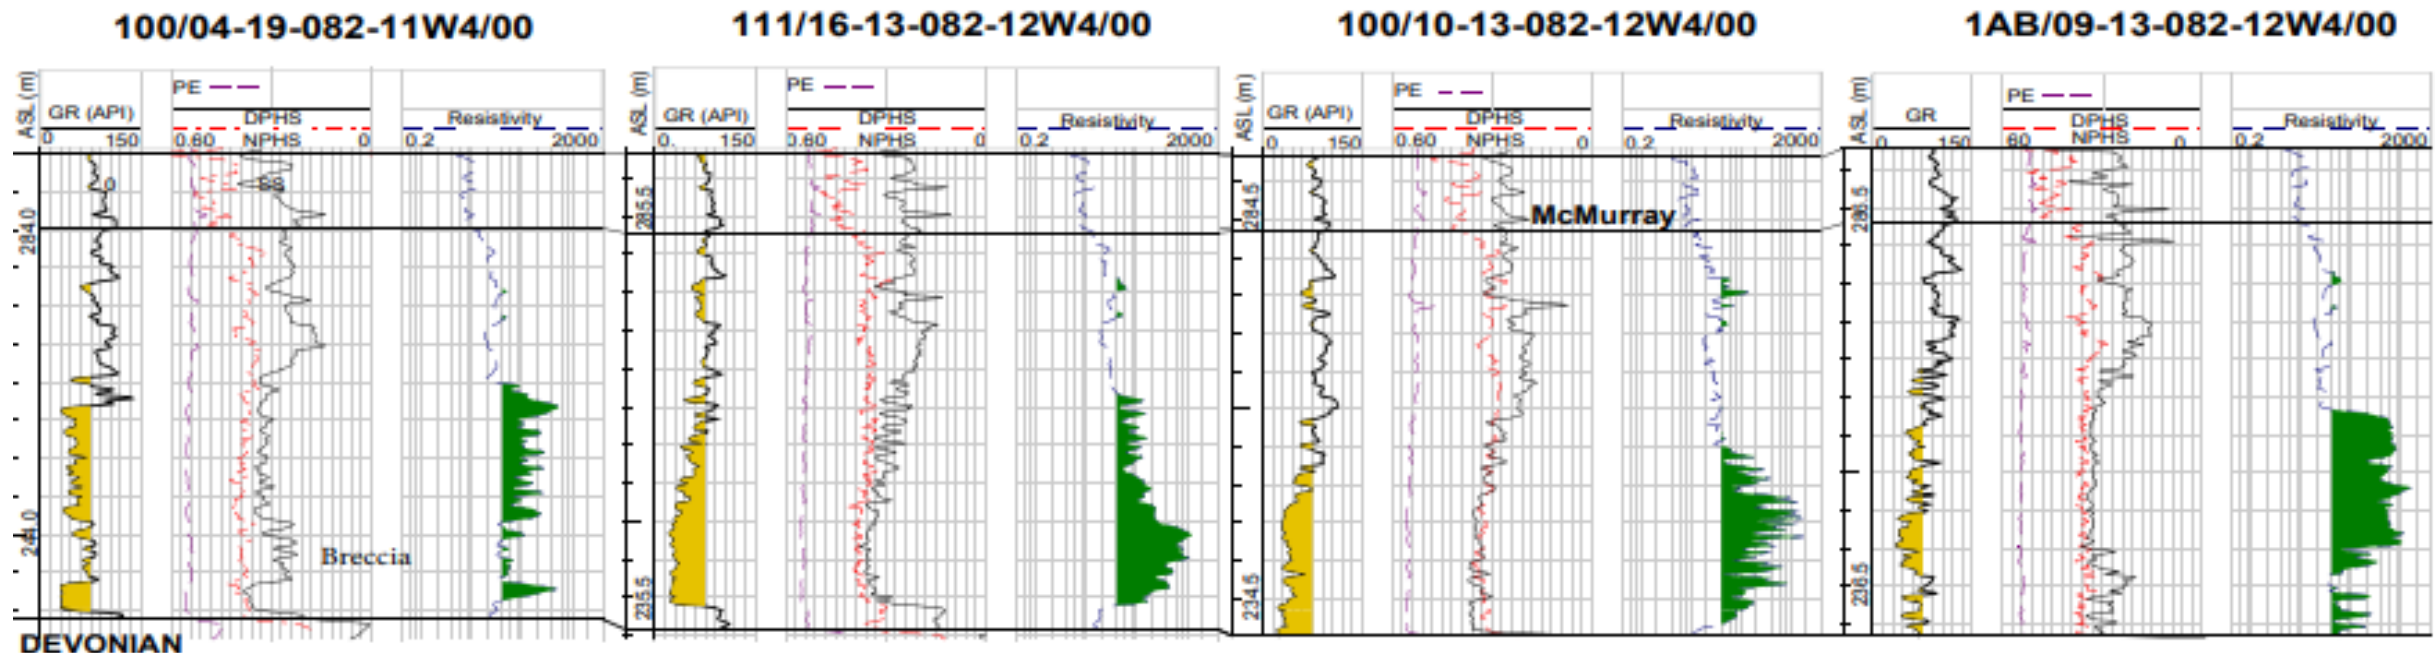 100/04-19-082-11W4/00
111/16-13-082-12W4/00
100/10-13-082-12W4/00
1AB/09-13-082-12W4/00
ASL (m)
GR (API)
0 150
PE
DPHS
0.60 NPHS 0
Resistivity
0.2 2000
284.0
244.0
Breccia
DEVONIAN
ASL (m)
GR (API)
0. 150
PE
DPHS
0.60 NPHS 0
Resistivity
0.2 2000
285.5
235.5
ASL (m)
GR (API)
0 150
PE
DPHS
0.60 NPHS 0
Resistivity
0.2 2000
284.5
McMurray
234.5
ASL (m)
GR
0 150
PE
DPHS
60 NPHS 0
Resistivity
0.2 2000
286.5
236.5